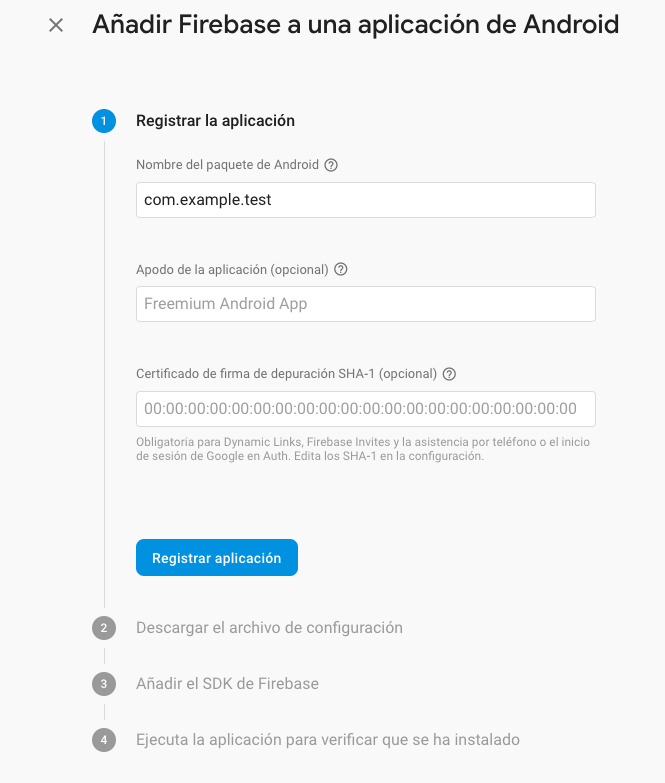 Añadir Firebase a una aplicación de Android
1
Registrar la aplicación
Nombre del paquete de Android
com.example.test
Apodo de la aplicación (opcional)
Freemium Android App
Certificado de firma de depuración SHA-1 (opcional)
00:00:00:00:00:00:00:00:00:00:00:00:00:00:00:00:00:00:00:00
Obligatoria para Dynamic Links, Firebase Invites y la asistencia por teléfono o el inicio
de sesión de Google en Auth. Edita los SHA-1 en la configuración.
Registrar aplicación
2
Descargar el archivo de configuración
3
Añadir el SDK de Firebase
4
Ejecuta la aplicación para verificar que se ha instalado